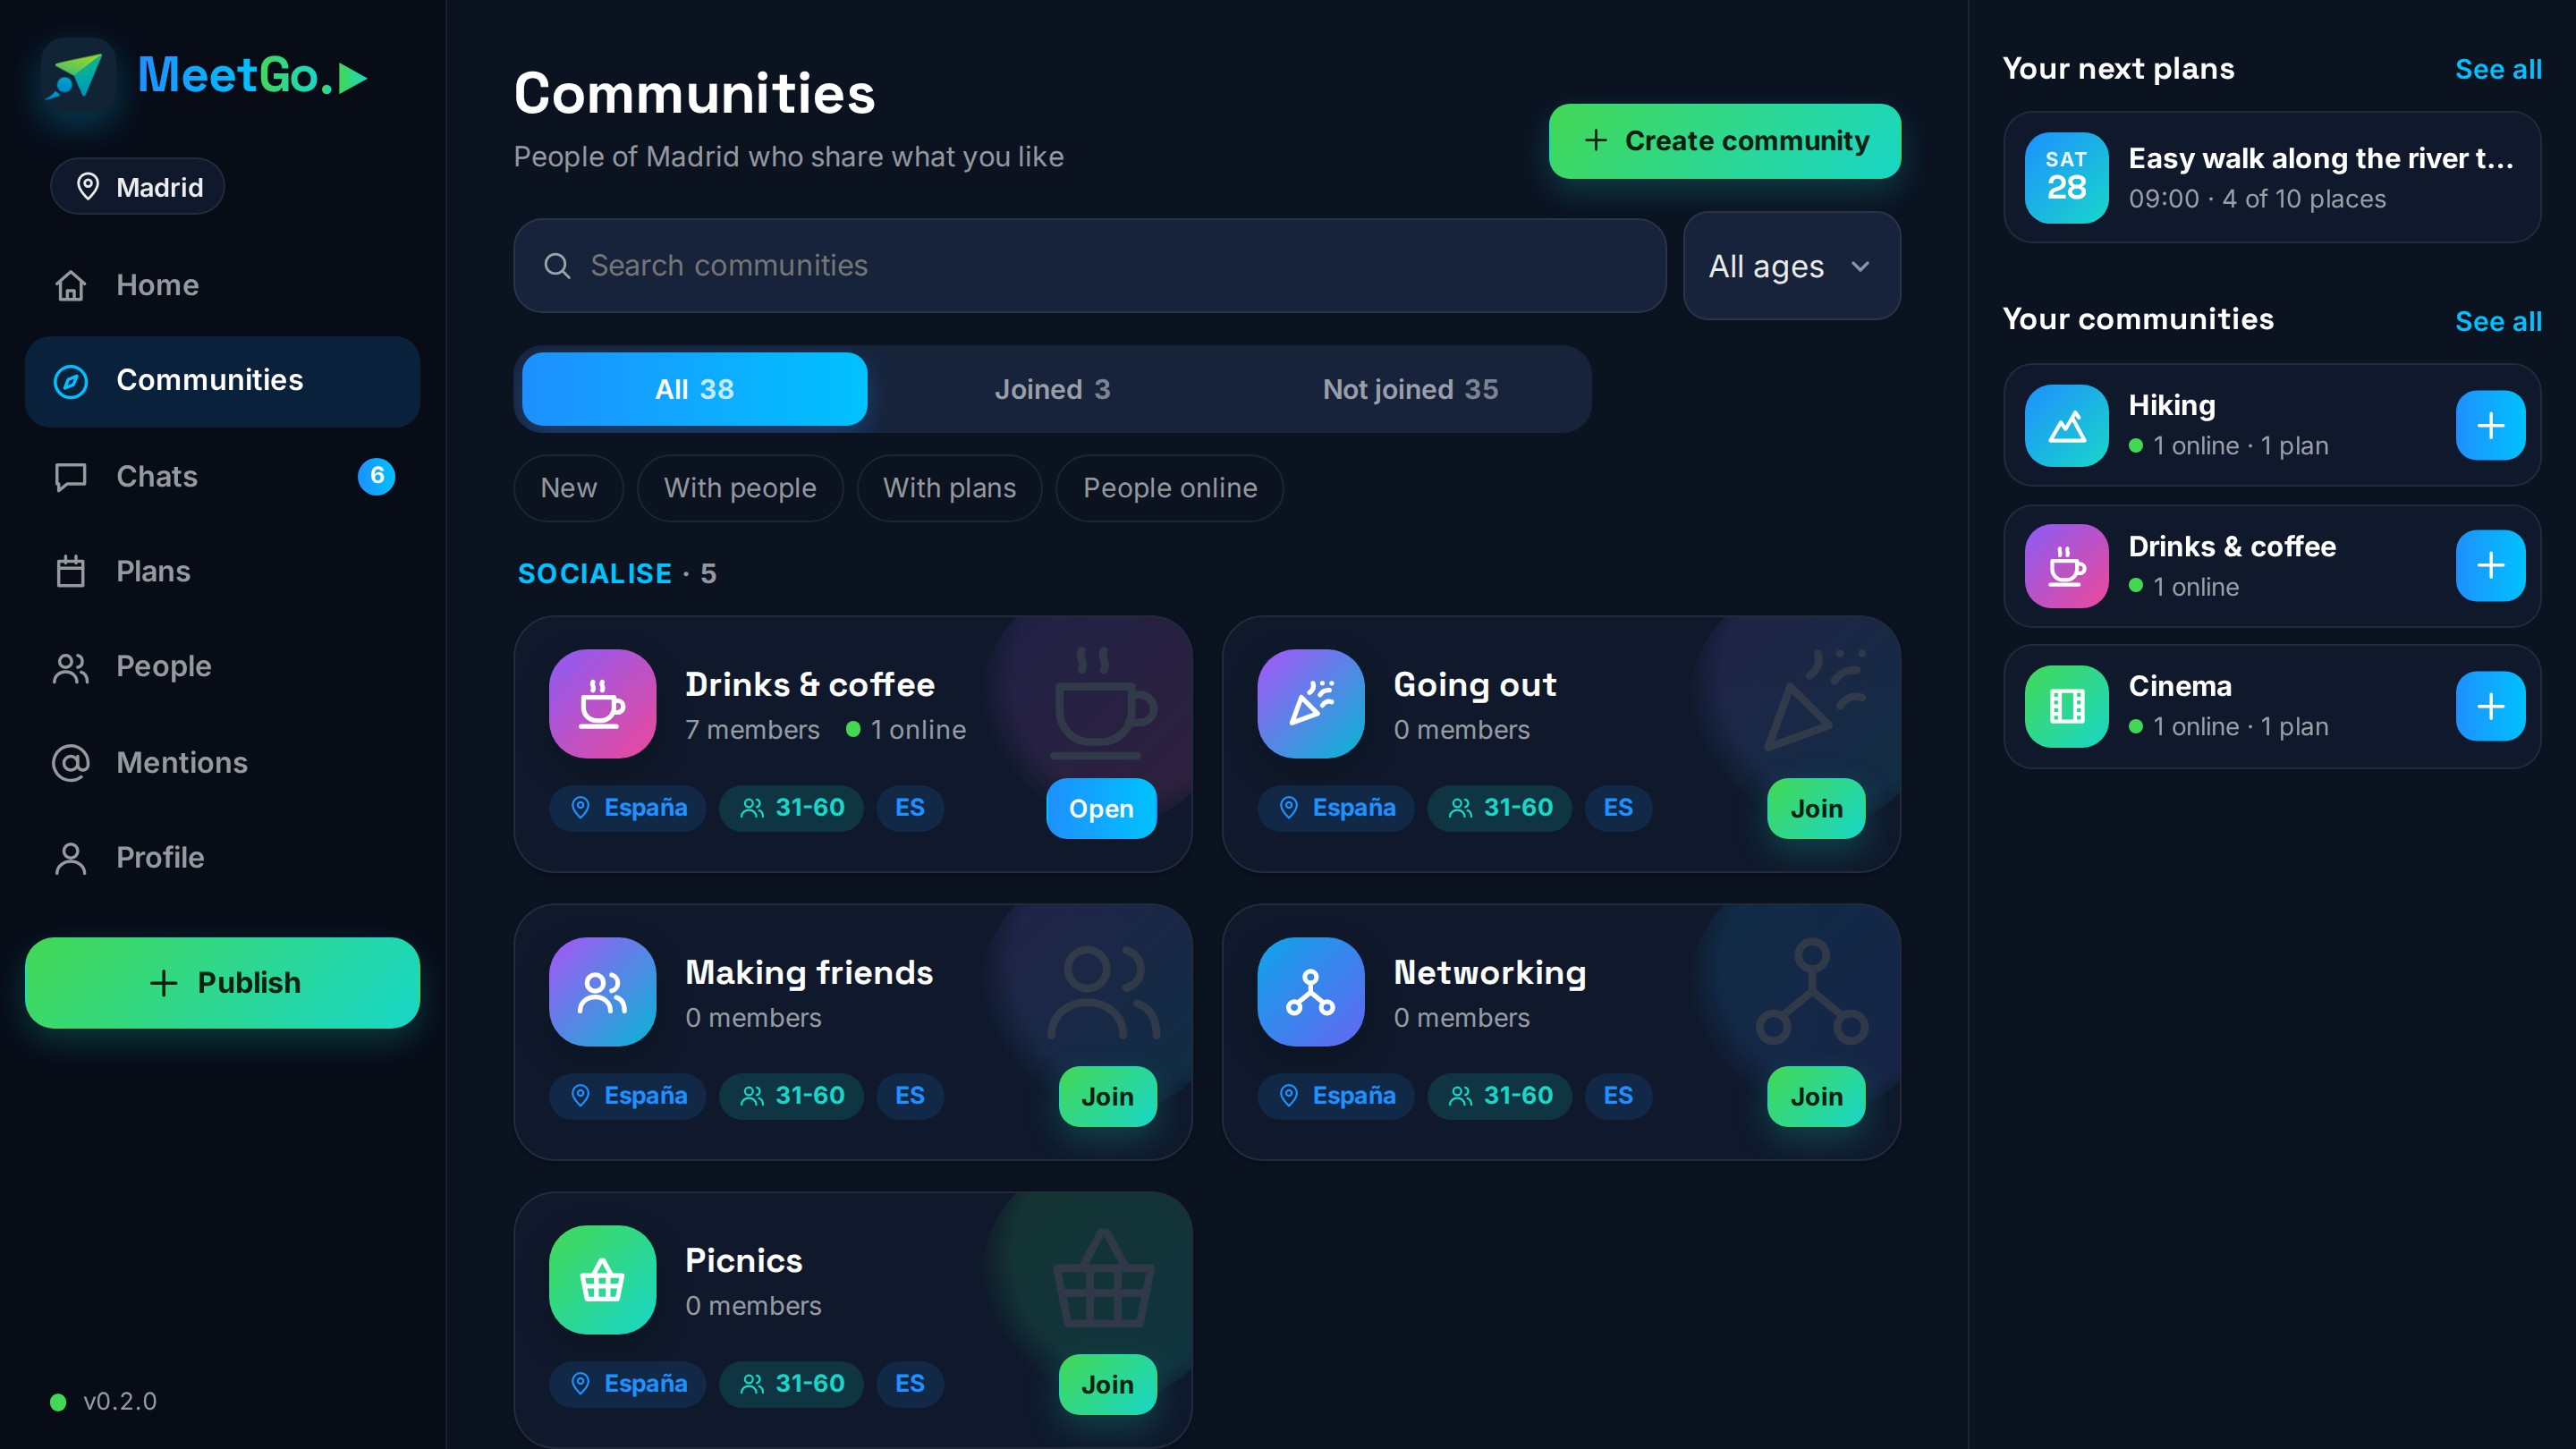 MeetGo.
Madrid
Home
Communities
Chats 6
Plans
People
Mentions
Profile
Publish
v0.2.0
Communities
People of Madrid who share what you like
Create community
Search communities
All ages
All 38
Joined 3
Not joined 35
New
With people
With plans
People online
SOCIALISE · 5
Drinks & coffee
7 members 1 online
España 31-60 ES
Open
Going out
0 members
España 31-60 ES
Join
Making friends
0 members
España 31-60 ES
Join
Networking
0 members
España 31-60 ES
Join
Picnics
0 members
España 31-60 ES
Join
Your next plans
See all
SAT
28
Easy walk along the river t...
09:00 · 4 of 10 places
Your communities
See all
Hiking
1 online · 1 plan
Drinks & coffee
1 online
Cinema
1 online · 1 plan